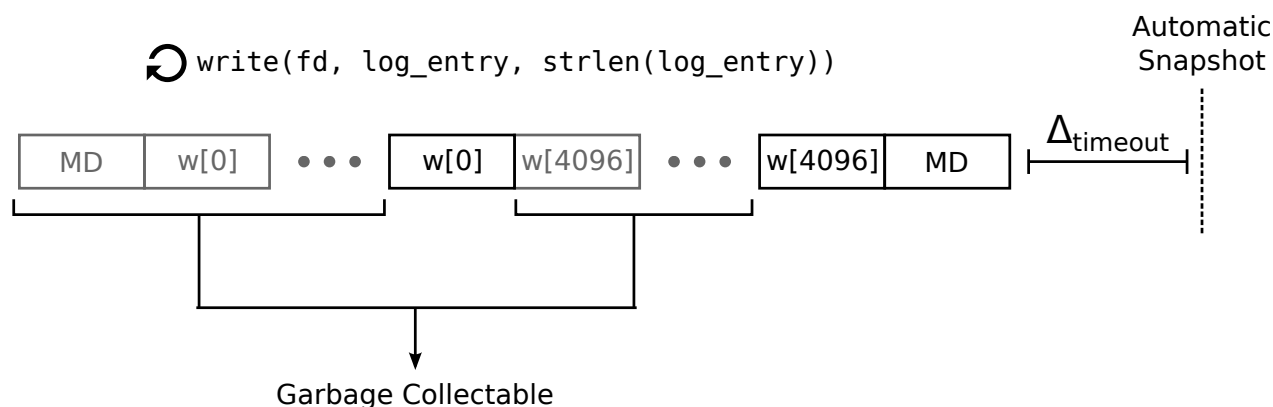 Automatic
Snapshot
write(fd, log_entry, strlen(log_entry))
MD w[0] ••• w[0] w[4096] ••• w[4096] MD Δtimeout
Garbage Collectable